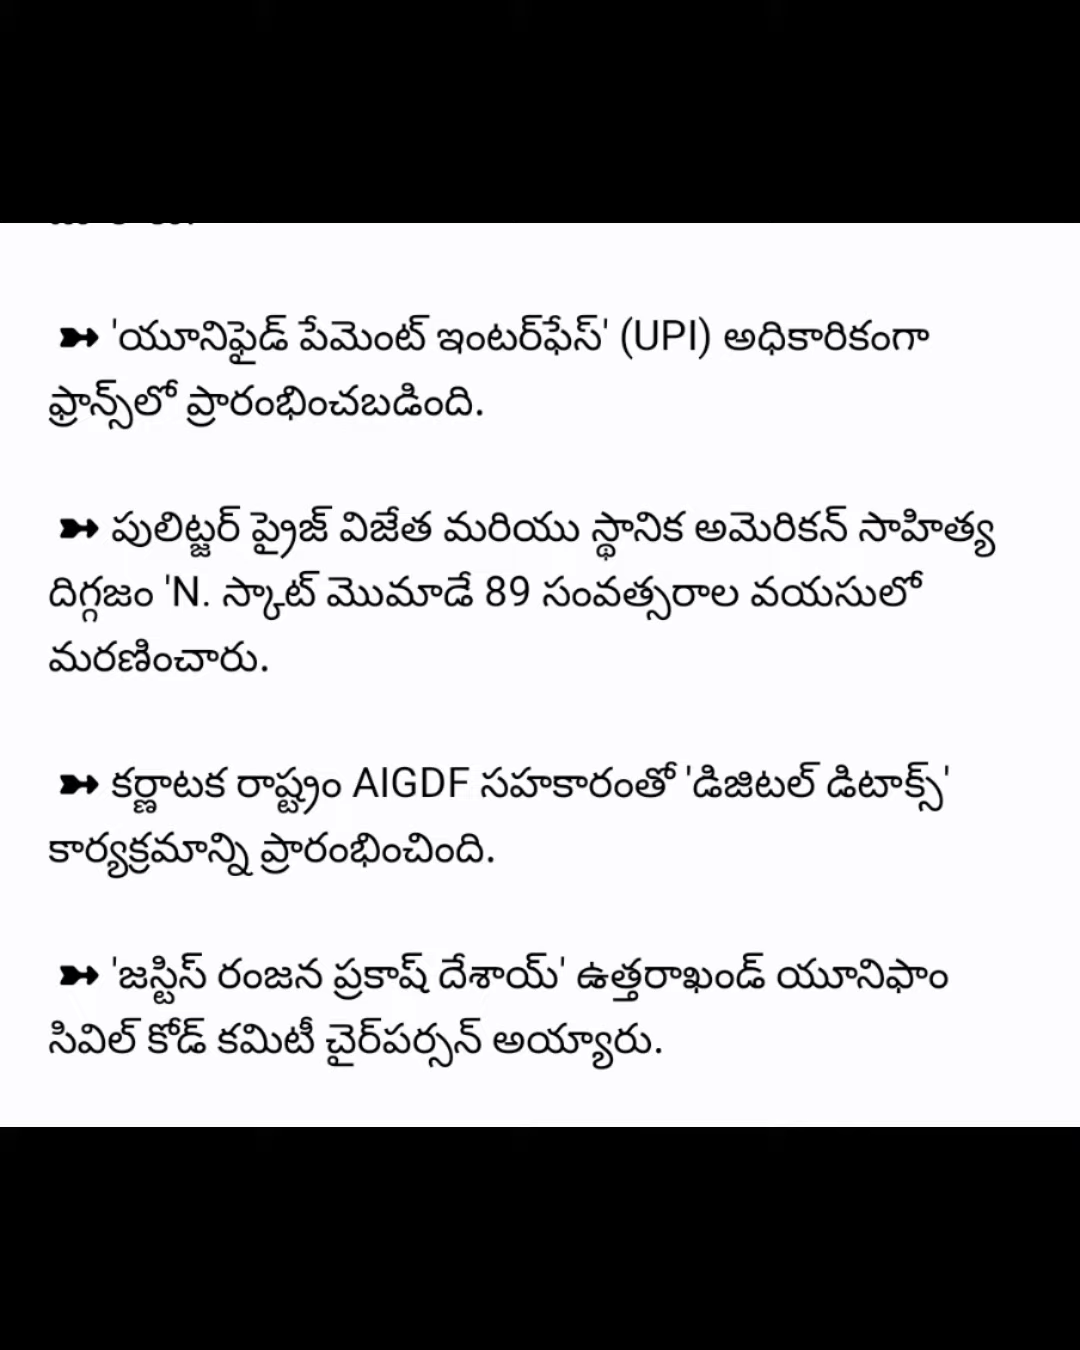 ➳ 'యూనిఫైడ్ పేమెంట్ ఇంటర్‌ఫేస్' (UPI) అధికారికంగా
ఫ్రాన్స్‌లో ప్రారంభించబడింది.
➳ పులిట్జర్ ప్రైజ్ విజేత మరియు స్థానిక అమెరికన్ సాహిత్య
దిగ్గజం 'N. స్కాట్ మొమాడే 89 సంవత్సరాల వయసులో
మరణించారు.
➳ కర్ణాటక రాష్ట్రం AIGDF సహకారంతో 'డిజిటల్ డిటాక్స్'
కార్యక్రమాన్ని ప్రారంభించింది.
➳ 'జస్టిస్ రంజన ప్రకాష్ దేశాయ్' ఉత్తరాఖండ్ యూనిఫాం
సివిల్ కోడ్ కమిటీ చైర్‌పర్సన్ అయ్యారు.